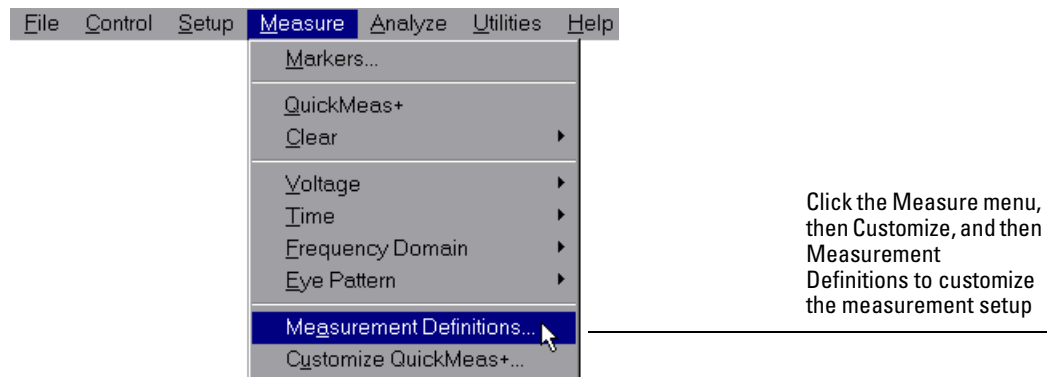 File Control Setup Measure Analyze Utilities Help
Markers...
QuickMeas+
Clear
Voltage
Time
Frequency Domain
Eye Pattern
Measurement Definitions...
Customize QuickMeas+...
Click the Measure menu,
then Customize, and then
Measurement
Definitions to customize
the measurement setup